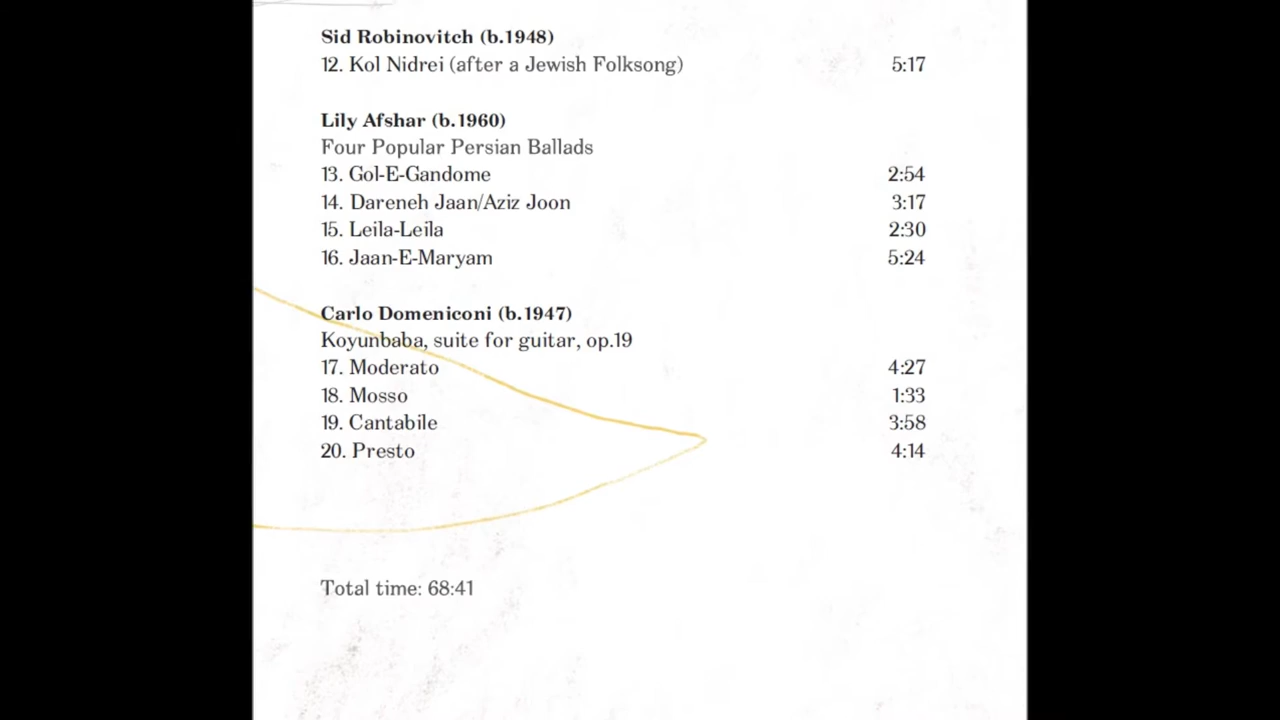 Sid Robinovitch (b.1948)
12. Kol Nidrei (after a Jewish Folksong) 5:17
Lily Afshar (b.1960)
Four Popular Persian Ballads
13. Gol-E-Gandome 2:54
14. Dareneh Jaan/Aziz Joon 3:17
15. Leila-Leila 2:30
16. Jaan-E-Maryam 5:24
Carlo Domeniconi (b.1947)
Koyunbaba, suite for guitar, op.19
17. Moderato 4:27
18. Mosso 1:33
19. Cantabile 3:58
20. Presto 4:14
Total time: 68:41